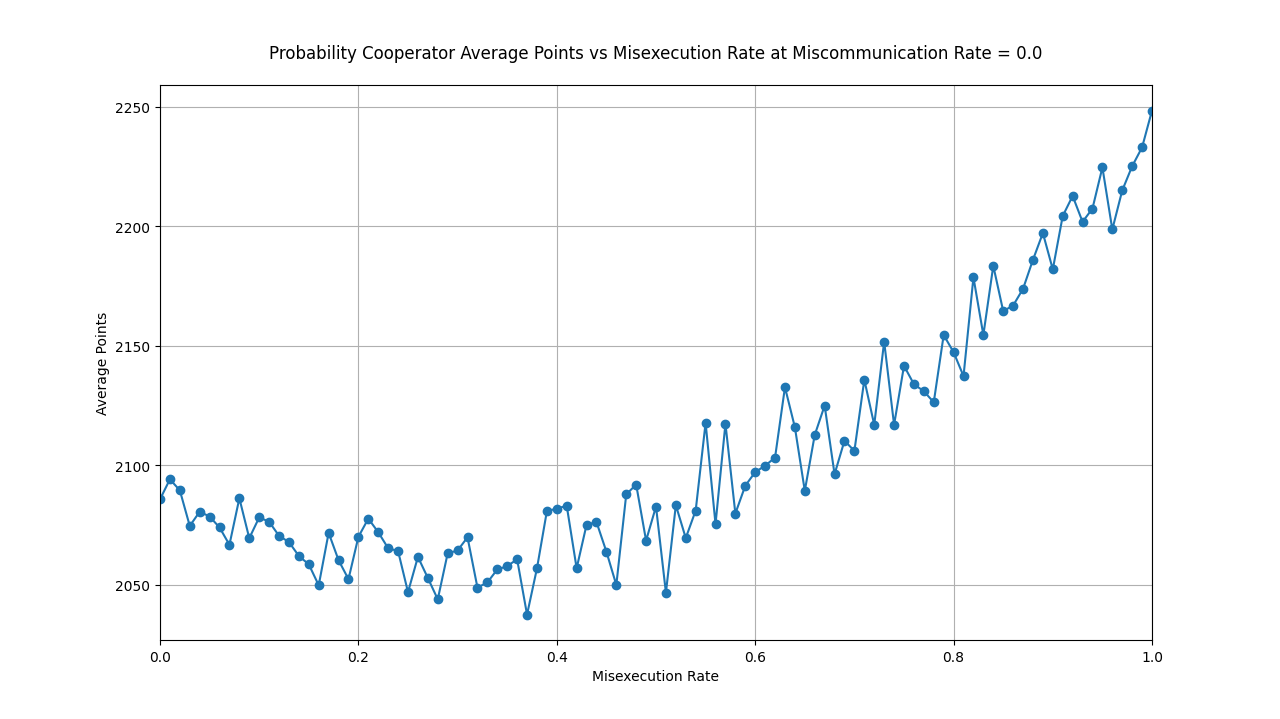 Probability Cooperator Average Points vs Misexecution Rate at Miscommunication Rate = 0.0
2250
2200
2150
2100
2050
Average Points
0.0 0.2 0.4 0.6 0.8 1.0
Misexecution Rate